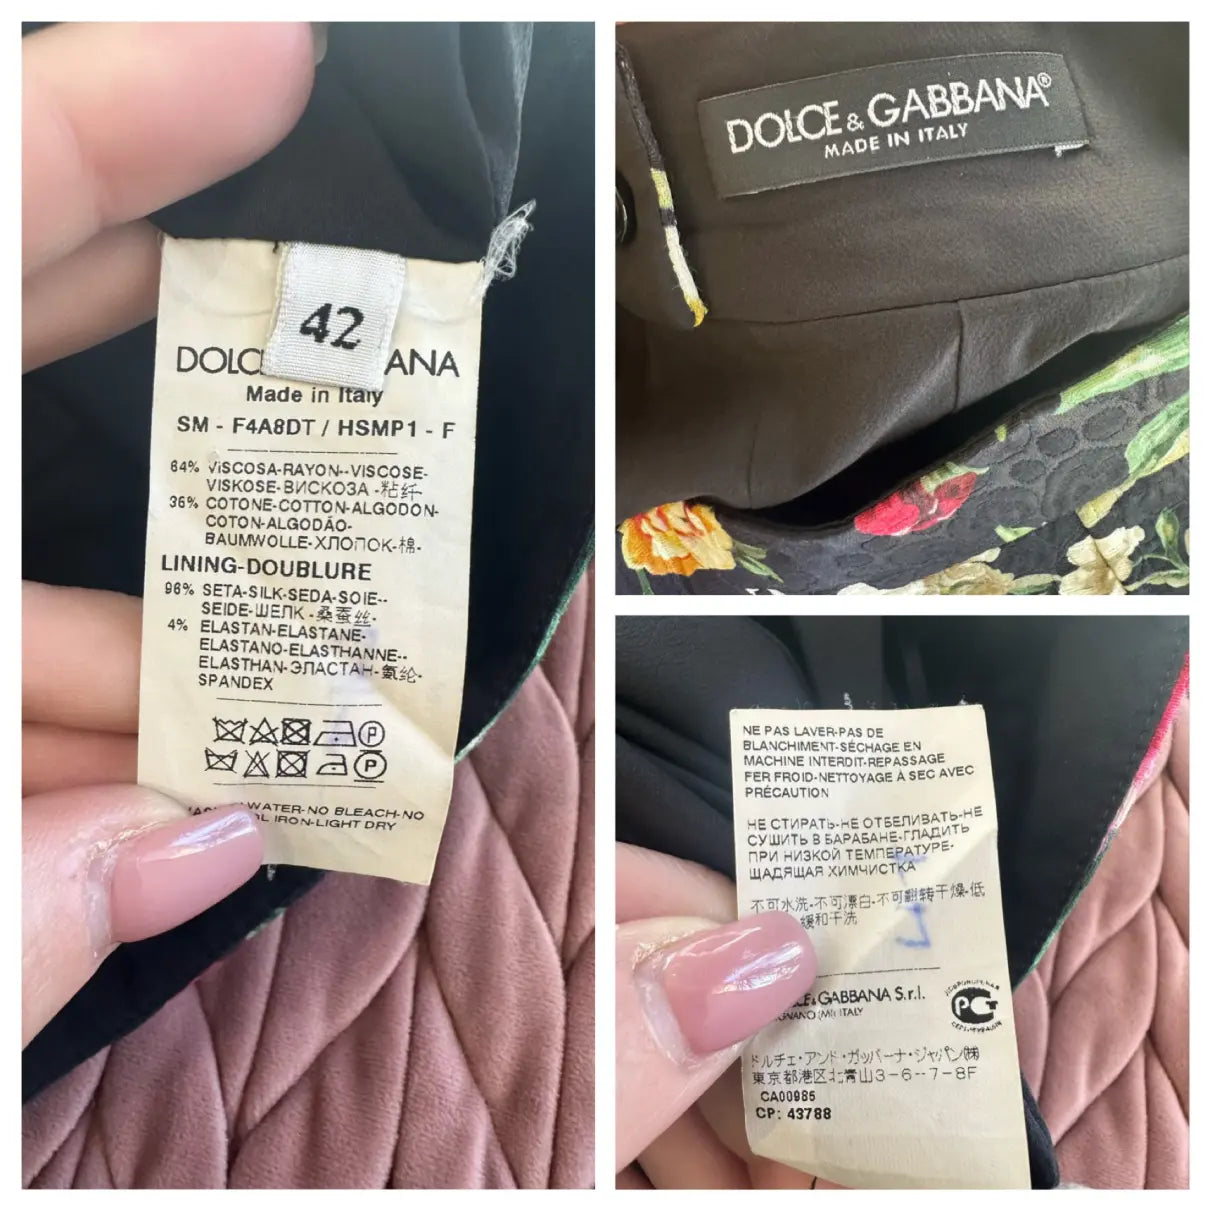 42
DOLC ANA
Made in Italy
SM - F4A8DT / HSMP1 - F
64% VISCOSA-RAYON--VISCOSE-
VISKOSE-ВИСКОЗА -粘纤
36% COTONE-COTTON-ALGODON-
COTON-ALGODÃO-
BAUMWOLLE-ХЛОПОК-棉-
LINING-DOUBLURE
96% SETA-SILK-SEDA-SOIE--
SEIDE-ШЕЛК -桑蚕丝-
4% ELASTAN-ELASTANE-
ELASTANO-ELASTHANNE--
ELASTHAN-ЭЛАСТАН-氨纶-
SPANDEX
P
P
WATER-NO BLEACH-NO
IRON-LIGHT DRY
DOLCE & GABBANA®
MADE IN ITALY
NE PAS LAVER-PAS DE
BLANCHIMENT-SÉCHAGE EN
MACHINE INTERDIT-REPASSAGE
FER FROID-NETTOYAGE À SEC AVEC
PRÉCAUTION
НЕ СТИРАТЬ-НЕ ОТБЕЛИВАТЬ-НЕ
СУШИТЬ В БАРАБАНЕ-ГЛАДИТЬ
ПРИ НИЗКОЙ ТЕМПЕРАТУРЕ-
ЩАДЯЩАЯ ХИМЧИСТКА
不可水洗-不可漂白-不可翻转干燥-低
缓和干洗
CE & GABBANA S.r.l.
GNANO (MI) ITALY
РСТ
ドルチェ・アンド・ガッバーナ・ジャパン㈱
東京都港区北青山3-6--7-8F
CA00985
CP: 43788